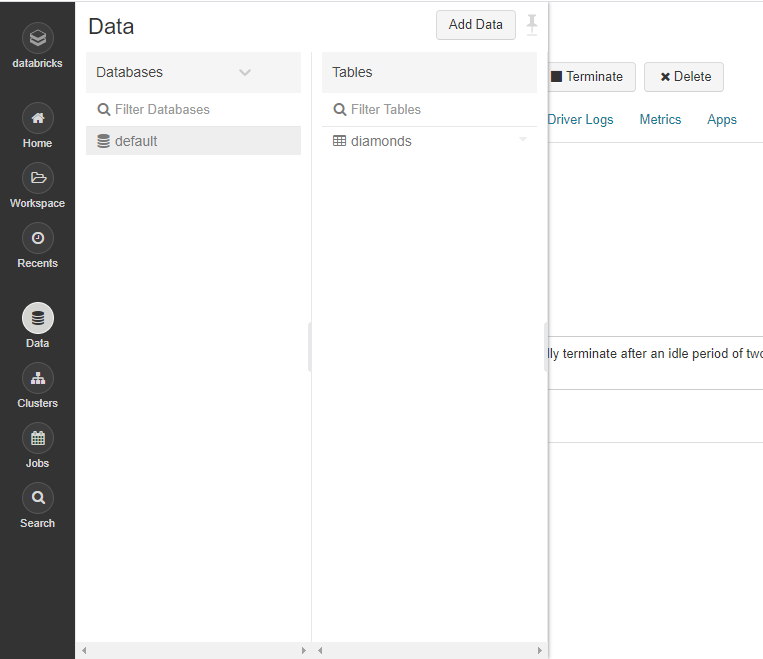 databricks
Home
Workspace
Recents
Data
Clusters
Jobs
Search
Data
Add Data
Databases
Filter Databases
default
Tables
Filter Tables
diamonds
Terminate
Delete
Driver Logs
Metrics
Apps
lly terminate after an idle period of two